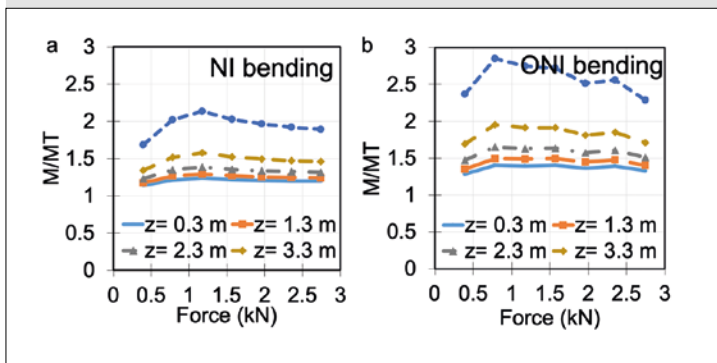 a
NI bending
3
2.5
2
1.5
1
0.5
0
M/MT
z= 0.3 m
z= 1.3 m
z= 2.3 m
z= 3.3 m
0 0.5 1 1.5 2 2.5 3
Force (kN)
b
ONI bending
3
2.5
2
1.5
1
0.5
0
M/MT
z= 0.3 m
z= 1.3 m
z= 2.3 m
z= 3.3 m
0 0.5 1 1.5 2 2.5 3
Force (kN)